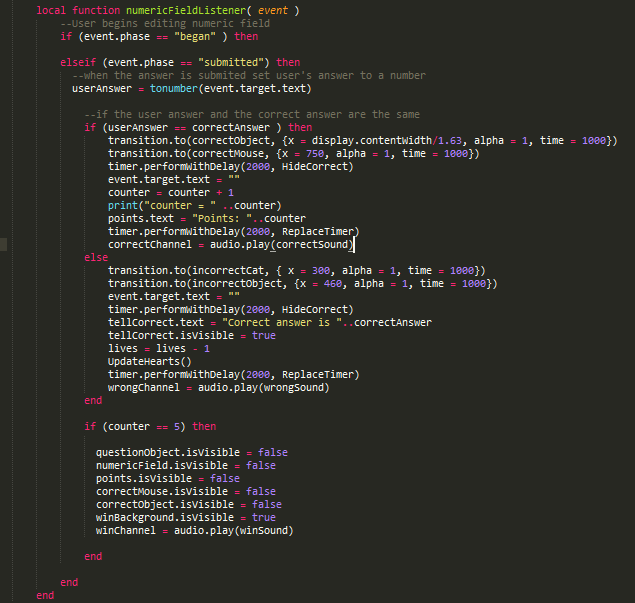 local function numericFieldListener( event )
--User begins editing numeric field
if (event.phase == "began" ) then
elseif (event.phase == "submitted") then
--when the answer is submited set user's answer to a number
userAnswer = tonumber(event.target.text)
--if the user answer and the correct answer are the same
if (userAnswer == correctAnswer ) then
transition.to(correctObject, {x = display.contentWidth/1.63, alpha = 1, time = 1000})
transition.to(correctMouse, {x = 750, alpha = 1, time = 1000})
timer.performWithDelay(2000, HideCorrect)
event.target.text = ""
counter = counter + 1
print("counter = " ..counter)
points.text = "Points: "..counter
timer.performWithDelay(2000, ReplaceTimer)
correctChannel = audio.play(correctSound)
else
transition.to(incorrectCat, { x = 300, alpha = 1, time = 1000})
transition.to(incorrectObject, {x = 460, alpha = 1, time = 1000})
event.target.text = ""
timer.performWithDelay(2000, HideCorrect)
tellCorrect.text = "Correct answer is "..correctAnswer
tellCorrect.isVisible = true
lives = lives - 1
UpdateHearts()
timer.performWithDelay(2000, ReplaceTimer)
wrongChannel = audio.play(wrongSound)
end
if (counter == 5) then
questionObject.isVisible = false
numericField.isVisible = false
points.isVisible = false
correctMouse.isVisible = false
correctObject.isVisible = false
winBackground.isVisible = true
winChannel = audio.play(winSound)
end
end
end